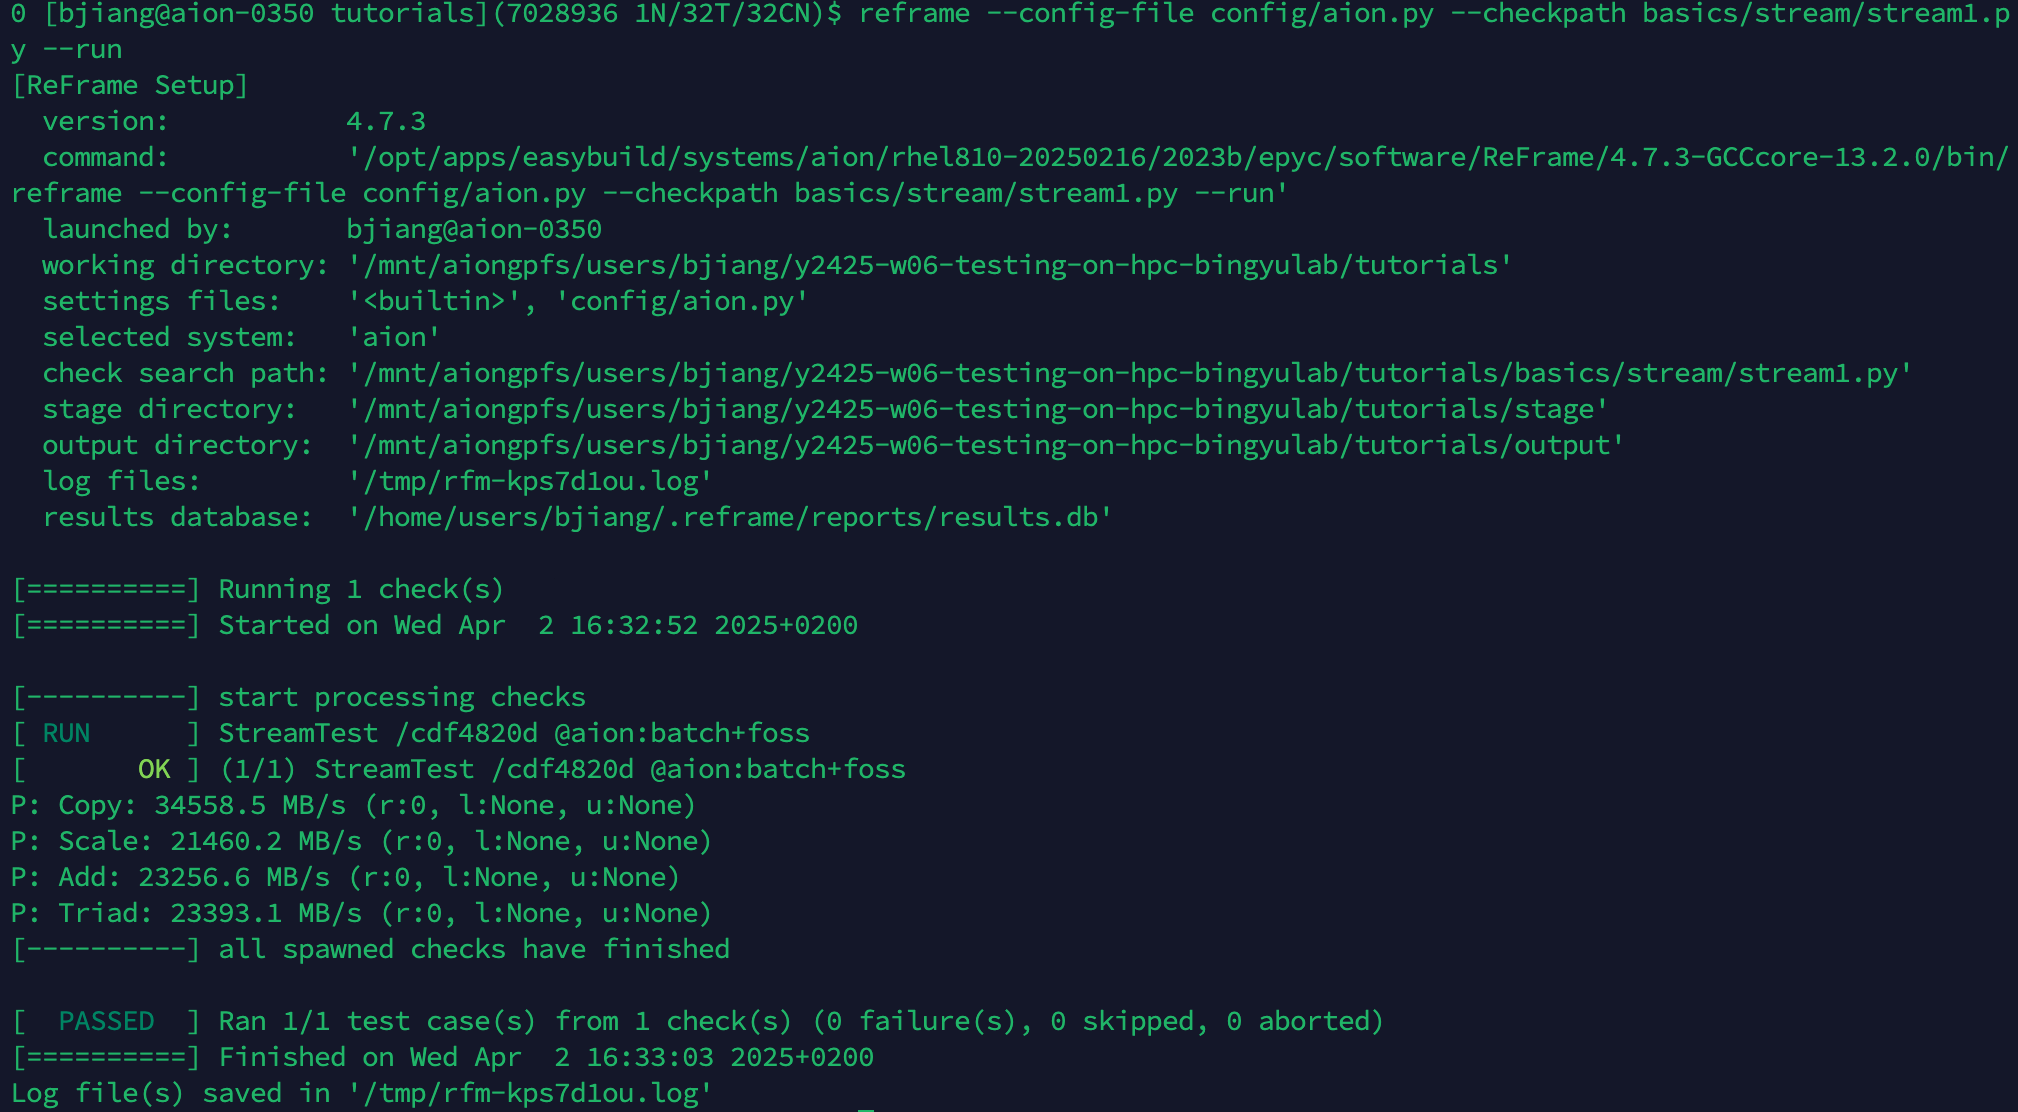 0 [bjiang@aion-0350 tutorials](7028936 1N/32T/32CN)$ reframe --config-file config/aion.py --checkpath basics/stream/stream1.p
y --run
[ReFrame Setup]
  version:           4.7.3
  command:           '/opt/apps/easybuild/systems/aion/rhel810-20250216/2023b/epyc/software/ReFrame/4.7.3-GCCcore-13.2.0/bin/
reframe --config-file config/aion.py --checkpath basics/stream/stream1.py --run'
  launched by:       bjiang@aion-0350
  working directory: '/mnt/aiongpfs/users/bjiang/y2425-w06-testing-on-hpc-bingyulab/tutorials'
  settings files:    '<builtin>', 'config/aion.py'
  selected system:   'aion'
  check search path: '/mnt/aiongpfs/users/bjiang/y2425-w06-testing-on-hpc-bingyulab/tutorials/basics/stream/stream1.py'
  stage directory:   '/mnt/aiongpfs/users/bjiang/y2425-w06-testing-on-hpc-bingyulab/tutorials/stage'
  output directory:  '/mnt/aiongpfs/users/bjiang/y2425-w06-testing-on-hpc-bingyulab/tutorials/output'
  log files:         '/tmp/rfm-kps7d1ou.log'
  results database:  '/home/users/bjiang/.reframe/reports/results.db'

[==========] Running 1 check(s)
[==========] Started on Wed Apr  2 16:32:52 2025+0200

[----------] start processing checks
[ RUN      ] StreamTest /cdf4820d @aion:batch+foss
[       OK ] (1/1) StreamTest /cdf4820d @aion:batch+foss
P: Copy: 34558.5 MB/s (r:0, l:None, u:None)
P: Scale: 21460.2 MB/s (r:0, l:None, u:None)
P: Add: 23256.6 MB/s (r:0, l:None, u:None)
P: Triad: 23393.1 MB/s (r:0, l:None, u:None)
[----------] all spawned checks have finished

[  PASSED  ] Ran 1/1 test case(s) from 1 check(s) (0 failure(s), 0 skipped, 0 aborted)
[==========] Finished on Wed Apr  2 16:33:03 2025+0200
Log file(s) saved in '/tmp/rfm-kps7d1ou.log'